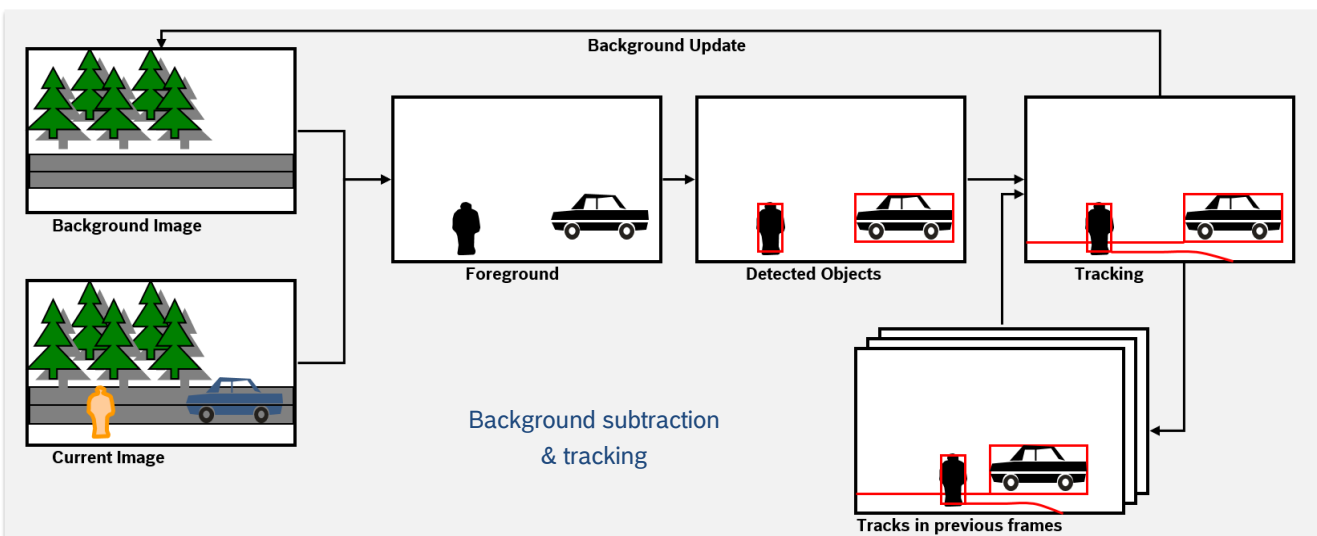 Background Update
Background Image
Foreground
Detected Objects
Tracking
Current Image
Background subtraction
& tracking
Tracks in previous frames